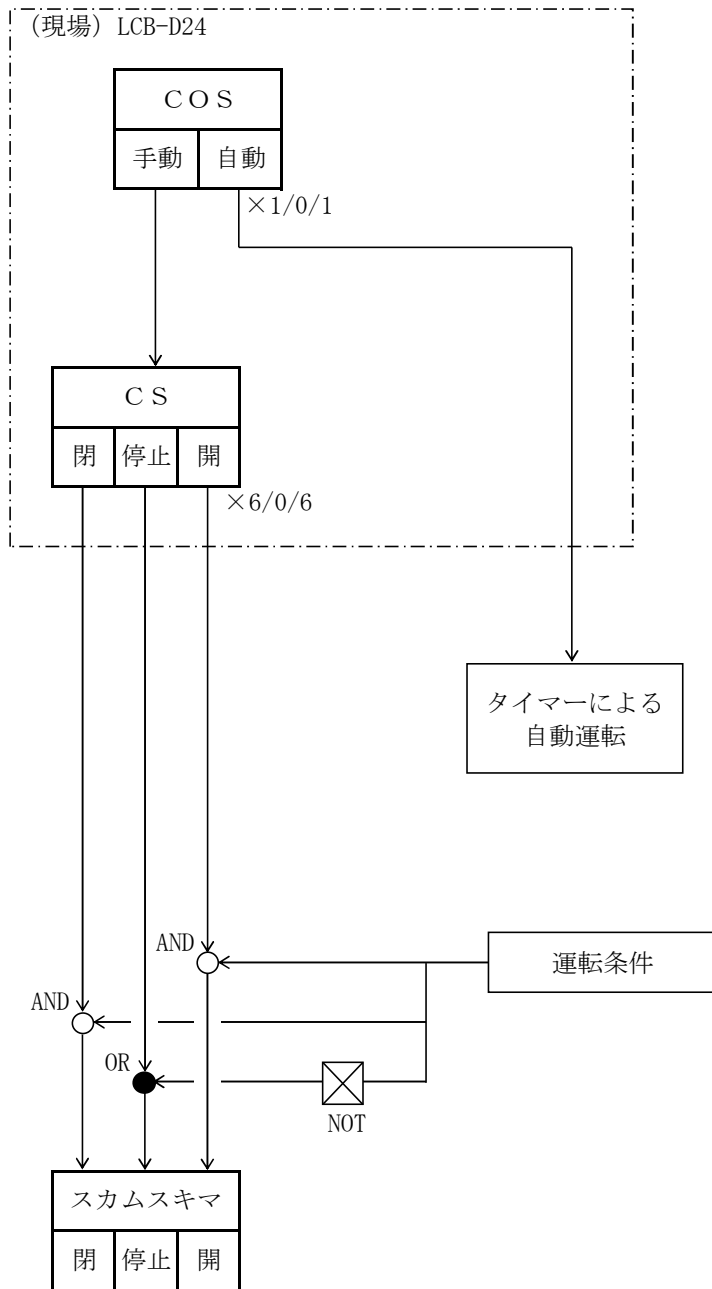 (現場) LCB-D24
ＣＯＳ
手動 自動
×1/0/1
ＣＳ
閉 停止 開
×6/0/6
タイマーによる
自動運転
AND
運転条件
AND
OR
NOT
スカムスキマ
閉 停止 開